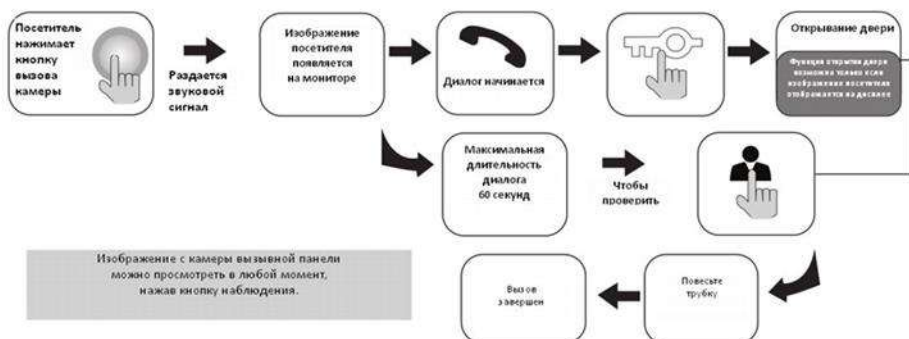 Посетитель
нажимает
кнопку
вызова
камеры
Раздается
звуковой
сигнал
Изображение
посетителя
появляется
на мониторе
Диалог начинается
Открывание двери
Функция открытия двери
возможна только если
изображение посетителя
отображается на дисплее
Максимальная
длительность
диалога
60 секунд
Чтобы
проверить
Изображение с камеры вызывной панели
можно просмотреть в любой момент,
нажав кнопку наблюдения.
Вызов
завершен
Повесьте
трубку